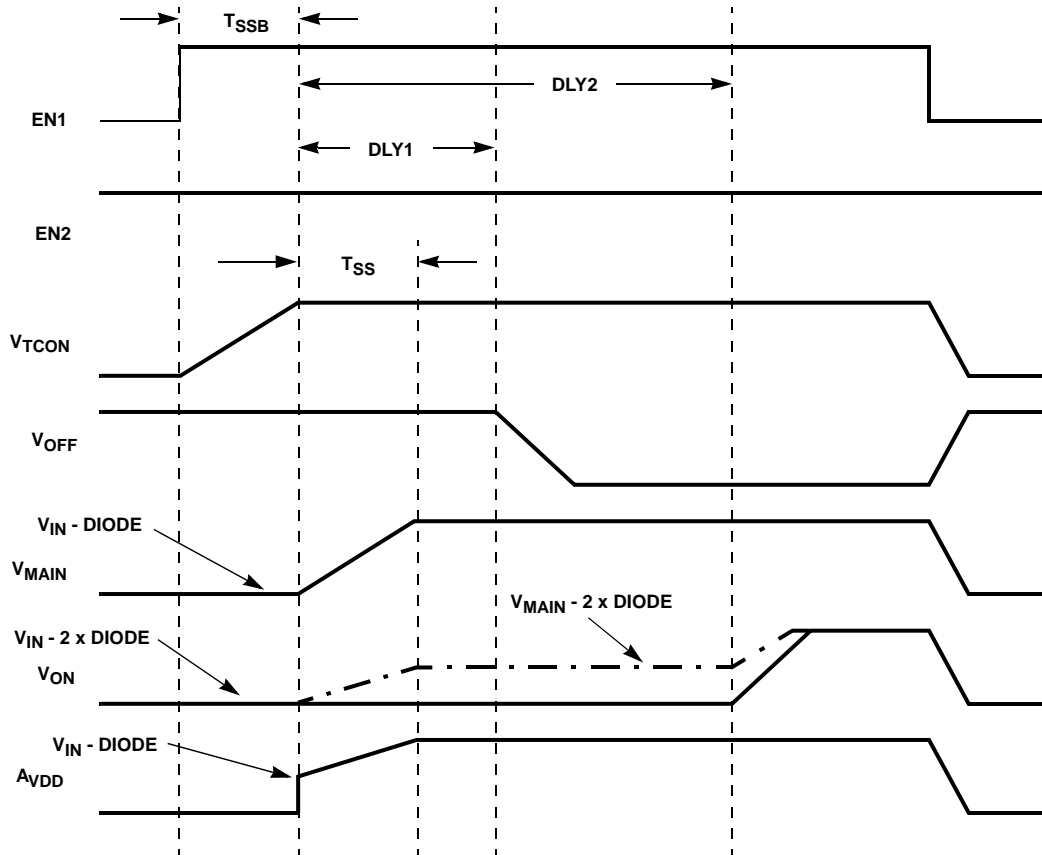 TSSB
DLY2
EN1
DLY1
EN2
TSS
VTCON
VOFF
VIN - DIODE
VMAIN
VMAIN - 2 x DIODE
VIN - 2 x DIODE
VON
VIN - DIODE
AVDD